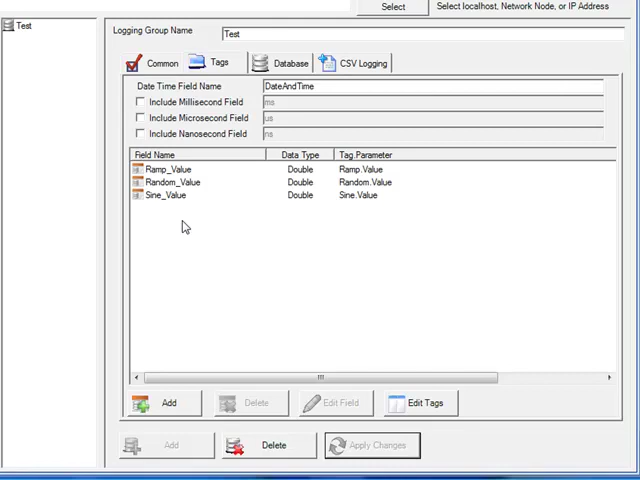 Select
Select localhost, Network Node, or IP Address
Test
Logging Group Name
Test
Common
Tags
Database
CSV Logging
Date Time Field Name
DateAndTime
Include Millisecond Field
ms
Include Microsecond Field
us
Include Nanosecond Field
ns
Field Name Data Type Tag.Parameter
Ramp_Value Double Ramp.Value
Random_Value Double Random.Value
Sine_Value Double Sine.Value
Add
Delete
Edit Field
Edit Tags
Add
Delete
Apply Changes